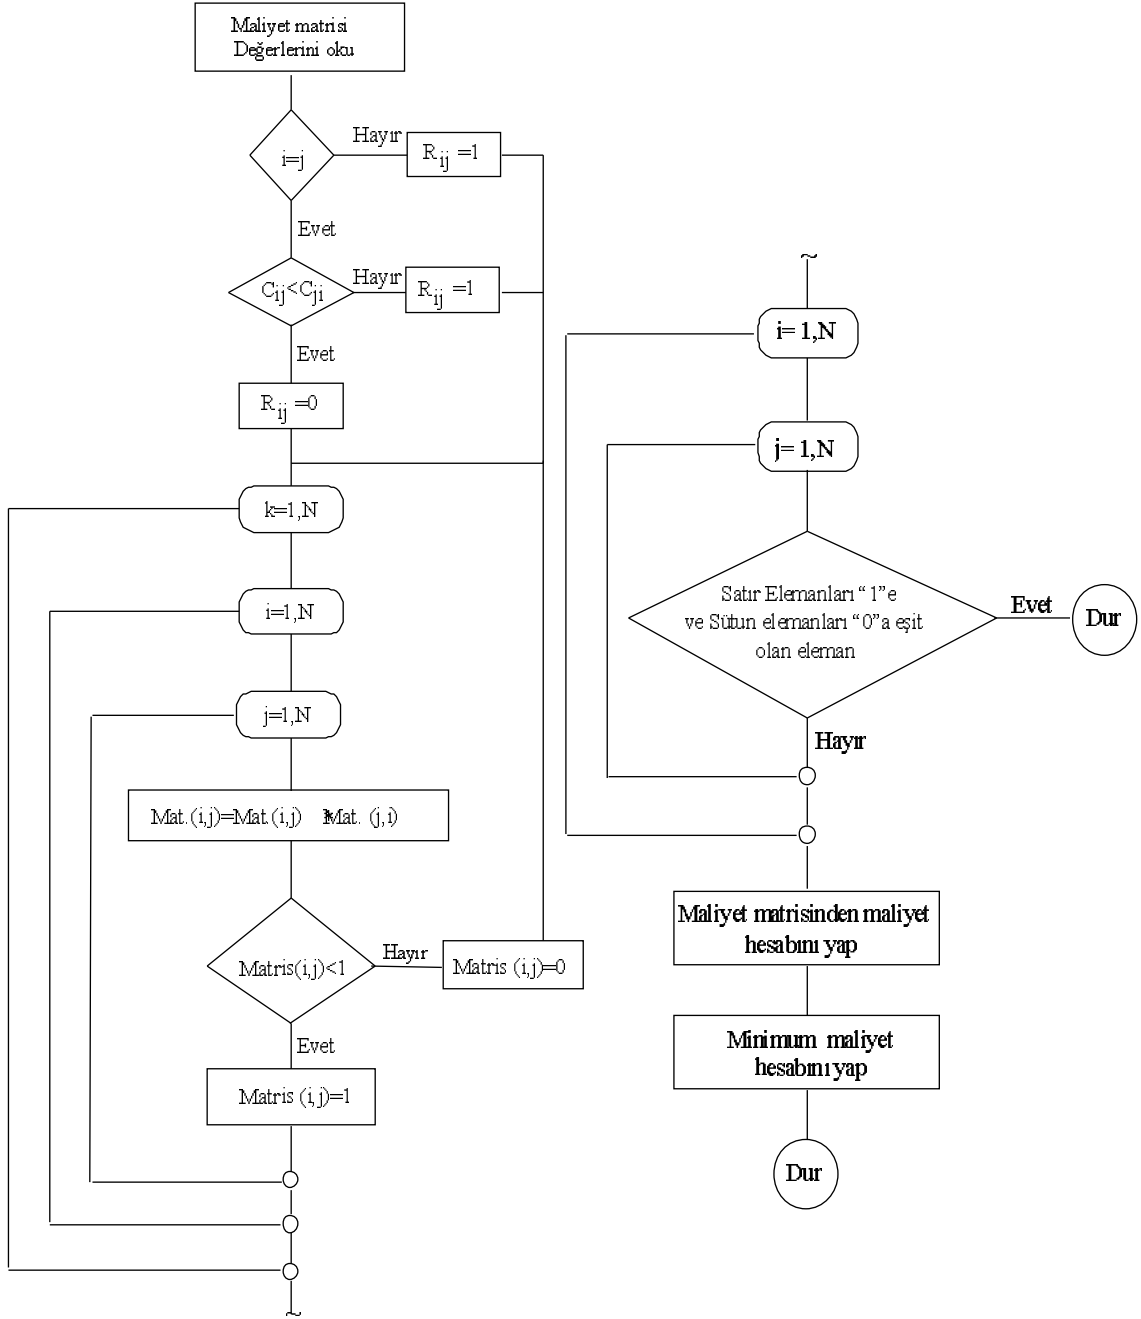 Maliyet matrisi
Değerlerini oku
i=j
Hayır
R ij =1
Evet
Cij<Cji
Hayır
R ij =1
Evet
R ij =0
k=1,N
i=1,N
j=1,N
Mat.(i,j)=Mat.(i,j) *Mat. (j,i)
Matris(i,j)<1
Hayır
Matris (i,j)=0
Evet
Matris (i,j)=1
~
~
i= 1,N
j= 1,N
Satır Elemanları “ 1”e
ve Sütun elemanları “0”a eşit
olan eleman
Evet
Dur
Hayır
Maliyet matrisinden maliyet
hesabını yap
Minimum maliyet
hesabını yap
Dur